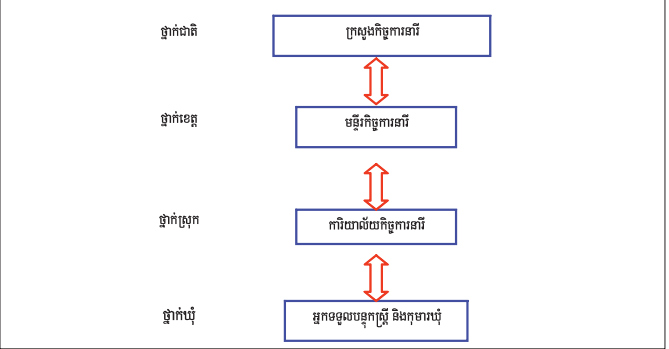 ថ្នាក់ជាតិ ក្រសួងកិច្ចការនារី
ថ្នាក់ខេត្ត មន្ទីរកិច្ចការនារី
ថ្នាក់ស្រុក ការិយាល័យកិច្ចការនារី
ថ្នាក់ឃុំ អ្នកទទួលបន្ទុកស្ត្រី និងកុមារឃុំ